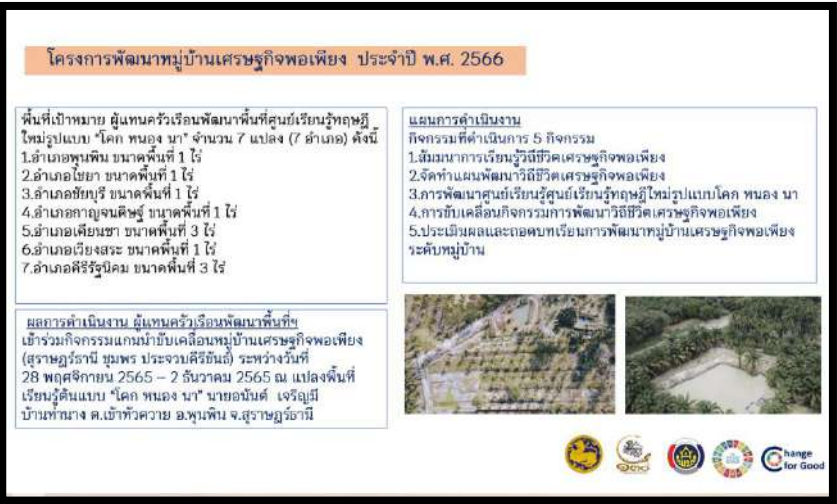 โครงการพัฒนาหมู่บ้านเศรษฐกิจพอเพียง ประจำปี พ.ศ. 2566
พื้นที่เป้าหมาย ผู้แทนครัวเรือนพัฒนาพื้นที่ศูนย์เรียนรู้ทฤษฎี
ใหม่รูปแบบ "โคก หนอง นา" จำนวน 7 แปลง (7 อำเภอ) ดังนี้
1.อำเภอพุนพิน ขนาดพื้นที่ 1 ไร่
2.อำเภอไชยา ขนาดพื้นที่ 1 ไร่
3.อำเภอชัยบุรี ขนาดพื้นที่ 1 ไร่
4.อำเภอกาญจนดิษฐ์ ขนาดพื้นที่ 1 ไร่
5.อำเภอเคียนซา ขนาดพื้นที่ 3 ไร่
6.อำเภอเวียงสระ ขนาดพื้นที่ 1 ไร่
7.อำเภอคีรีรัฐนิคม ขนาดพื้นที่ 3 ไร่
ผลการดำเนินงาน ผู้แทนครัวเรือนพัฒนาพื้นที่ฯ
เข้าร่วมกิจกรรมแกนนำขับเคลื่อนหมู่บ้านเศรษฐกิจพอเพียง
(สุราษฎร์ธานี ชุมพร ประจวบคีรีขันธ์) ระหว่างวันที่
28 พฤศจิกายน 2565 – 2 ธันวาคม 2565 ณ แปลงพื้นที่
เรียนรู้ต้นแบบ "โคก หนอง นา" นายอนันต์ เจริญมี
บ้านท่านาง ต.เข้าหัวควาย อ.พุนพิน จ.สุราษฎร์ธานี
แผนการดำเนินงาน
กิจกรรมที่ดำเนินการ 5 กิจกรรม
1.สัมมนาการเรียนรู้วิถีชีวิตเศรษฐกิจพอเพียง
2.จัดทำแผนพัฒนาวิถีชีวิตเศรษฐกิจพอเพียง
3.การพัฒนาศูนย์เรียนรู้ศูนย์เรียนรู้ทฤษฎีใหม่รูปแบบโคก หนอง นา
4.การขับเคลื่อนกิจกรรมการพัฒนาวิถีชีวิตเศรษฐกิจพอเพียง
5.ประเมินผลและถอดบทเรียนการพัฒนาหมู่บ้านเศรษฐกิจพอเพียง
ระดับหมู่บ้าน
Change
for Good